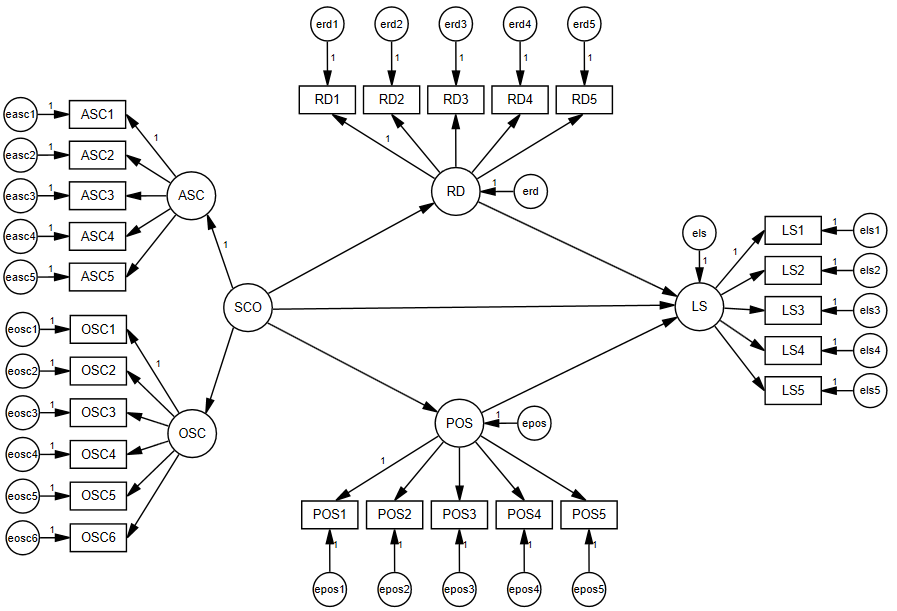 erd1 erd2 erd3 erd4 erd5
1 1 1 1 1
RD1 RD2 RD3 RD4 RD5
1
RD 1 erd
easc1 1 ASC1
1
easc2 1 ASC2
easc3 1 ASC3
easc4 1 ASC4
easc5 1 ASC5
ASC
1
SCO
eosc1 1 OSC1
1
eosc2 1 OSC2
eosc3 1 OSC3
eosc4 1 OSC4
eosc5 1 OSC5
eosc6 1 OSC6
OSC
els
1
LS
1
LS1 1 els1
LS2 1 els2
LS3 1 els3
LS4 1 els4
LS5 1 els5
POS 1 epos
1
POS1 POS2 POS3 POS4 POS5
1 1 1 1 1
epos1 epos2 epos3 epos4 epos5